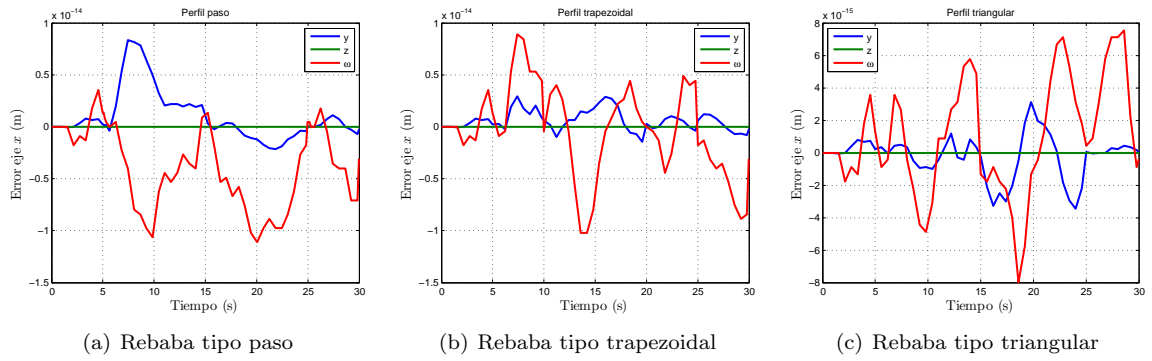 Perfil paso
x 10⁻¹⁴
1
0.5
0
−0.5
−1
−1.5
Error eje x (m)
0 5 10 15 20 25 30
Tiempo (s)
y
z
ω
(a) Rebaba tipo paso
Perfil trapezoidal
x 10⁻¹⁴
1
0.5
0
−0.5
−1
−1.5
Error eje x (m)
0 5 10 15 20 25 30
Tiempo (s)
y
z
ω
(b) Rebaba tipo trapezoidal
Perfil triangular
x 10⁻¹⁵
8
6
4
2
0
−2
−4
−6
−8
Error eje x (m)
0 5 10 15 20 25 30
Tiempo (s)
y
z
ω
(c) Rebaba tipo triangular